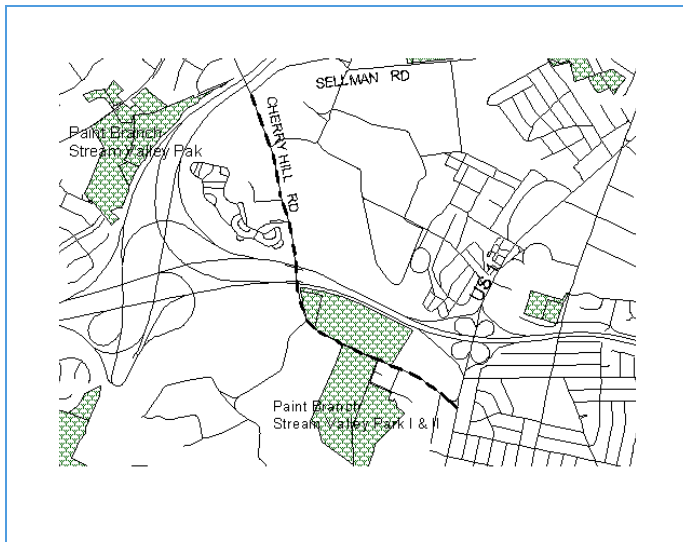 SELLMAN RD
CHERRY HILL RD
Paint Branch
Stream Valley Pak
US 1
Paint Branch
Stream Valley Park I & II